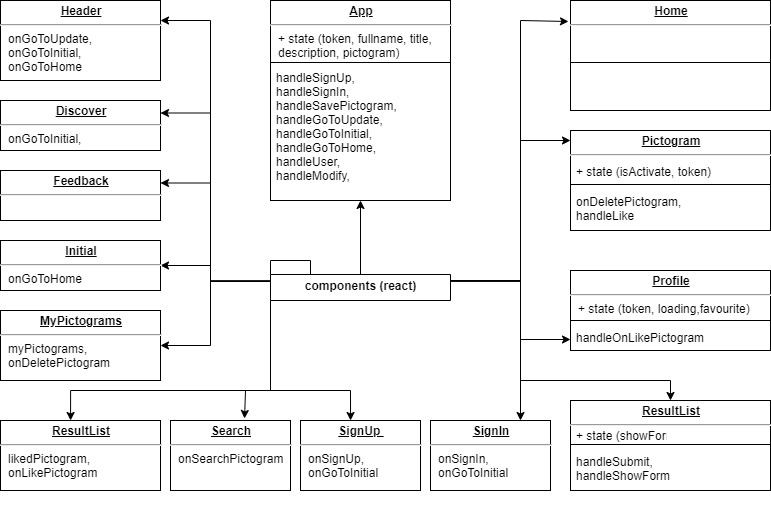 Header
onGoToUpdate,
onGoToInitial,
onGoToHome
App
+ state (token, fullname, title,
description, pictogram)
handleSignUp,
handleSignIn,
handleSavePictogram,
handleGoToUpdate,
handleGoToInitial,
handleGoToHome,
handleUser,
handleModify,
Home
Discover
onGoToInitial,
Pictogram
+ state (isActivate, token)
onDeletePictogram,
handleLike
Feedback
Initial
onGoToHome
components (react)
Profile
+ state (token, loading,favourite)
handleOnLikePictogram
MyPictograms
myPictograms,
onDeletePictogram
ResultList
likedPictogram,
onLikePictogram
Search
onSearchPictogram
SignUp
onSignUp,
onGoToInitial
SignIn
onSignIn,
onGoToInitial
ResultList
+ state (showFor
handleSubmit,
handleShowForm